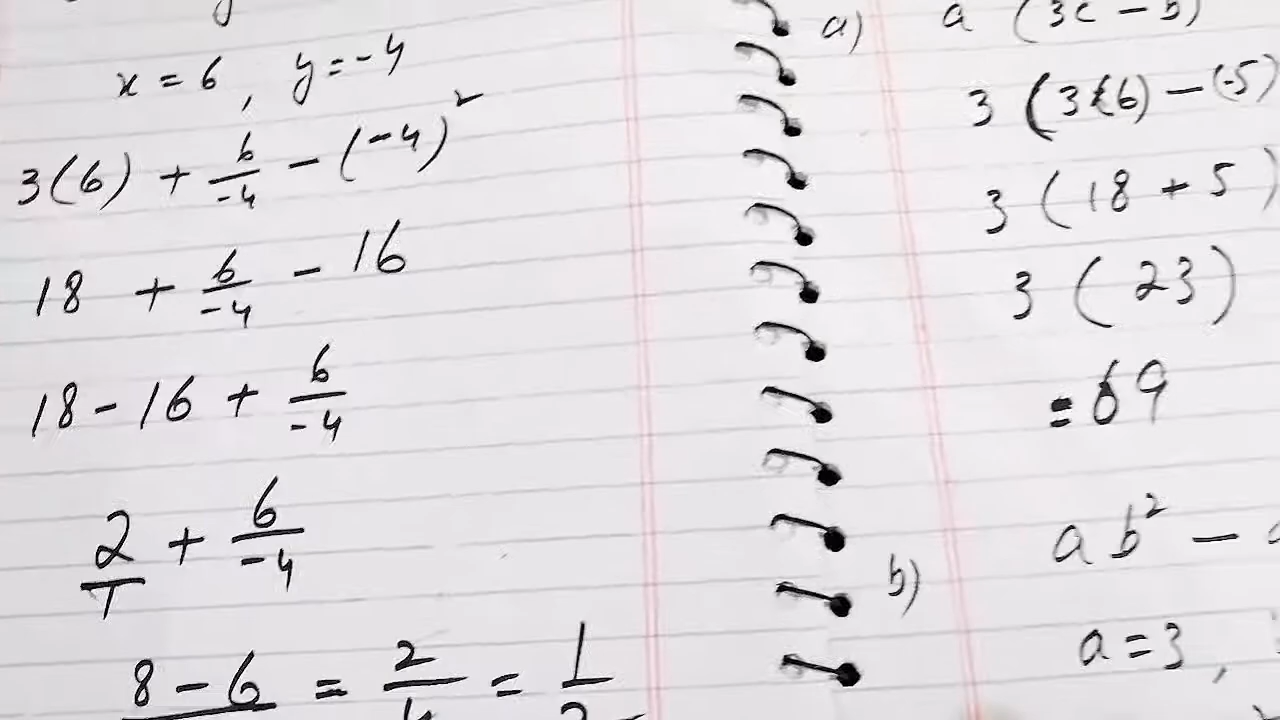 x = 6 , y = -4
3(6) + 6/-4 - (-4)²
18 + 6/-4 - 16
18 - 16 + 6/-4
2/1 + 6/-4
8 - 6 = 2/4 = 1/2
a) a (3c - b)
3 (3(6) - (-5)
3 (18 + 5)
3 (23)
= 69
b) ab² -
a = 3 ,